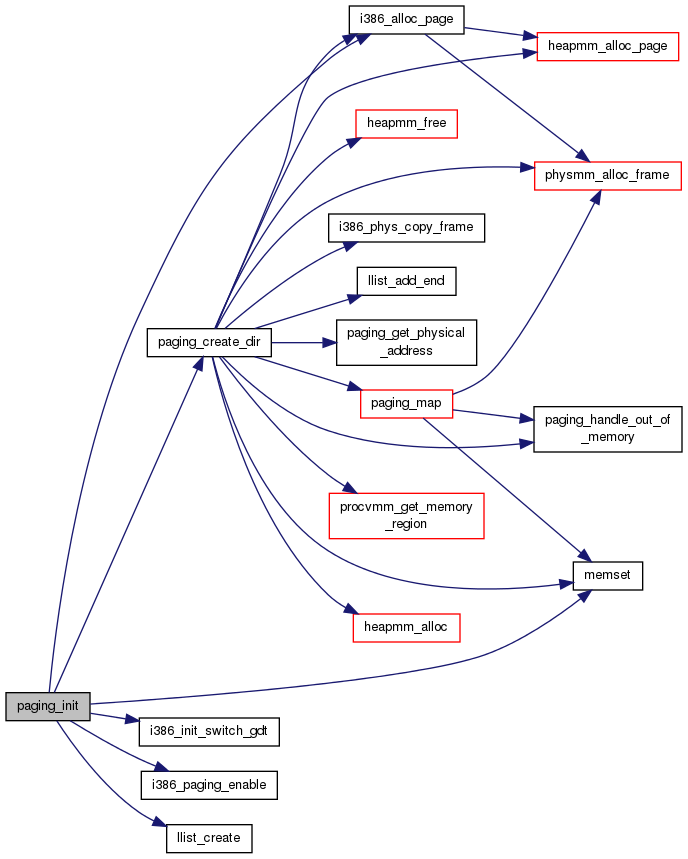 i386_alloc_page
heapmm_alloc_page
heapmm_free
physmm_alloc_frame
i386_phys_copy_frame
llist_add_end
paging_create_dir
paging_get_physical
_address
paging_map
paging_handle_out_of
_memory
procvmm_get_memory
_region
memset
heapmm_alloc
paging_init
i386_init_switch_gdt
i386_paging_enable
llist_create